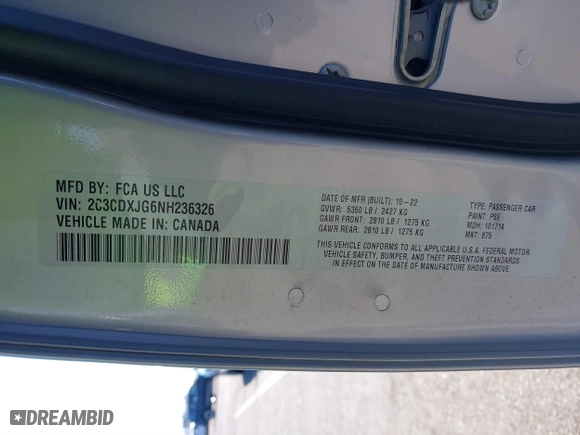 MFD BY: FCA US LLC
VIN: 2C3CDXJG6NH236326
VEHICLE MADE IN: CANADA
DATE OF MFR (BUILT): 10-22
GVWR: 5350 LB / 2427 KG
GAWR FRONT: 2810 LB / 1275 KG
GAWR REAR: 2810 LB / 1275 KG
TYPE: PASSENGER CAR
PAINT: PSE
MDH: 101714
MKT: 975
THIS VEHICLE CONFORMS TO ALL APPLICABLE U.S.A. FEDERAL MOTOR
VEHICLE SAFETY, BUMPER, AND THEFT PREVENTION STANDARDS
IN EFFECT ON THE DATE OF MANUFACTURE SHOWN ABOVE.
DREAMBID